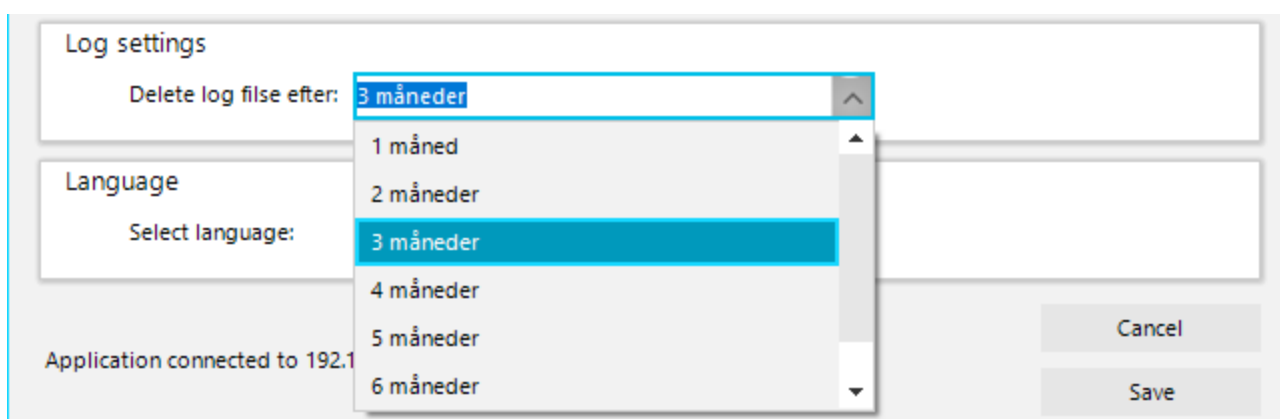 Log settings
Delete log filse efter: 3 måneder
1 måned
2 måneder
3 måneder
4 måneder
5 måneder
6 måneder
Language
Select language:
Application connected to 192.1
Cancel
Save